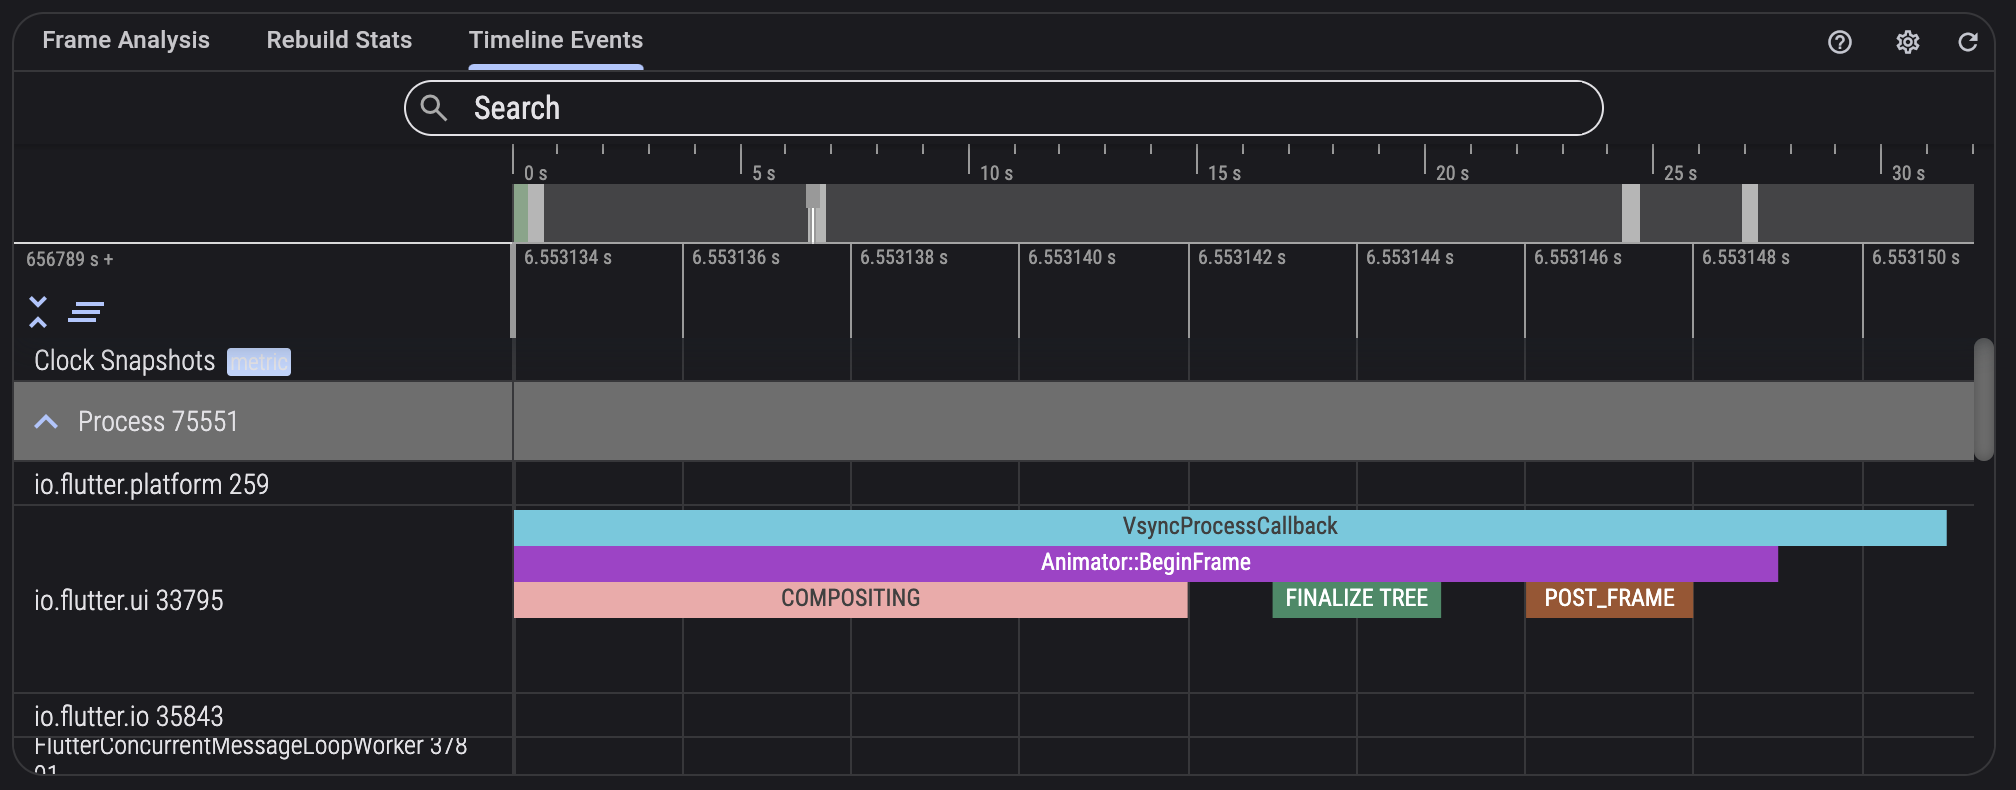 Frame Analysis Rebuild Stats Timeline Events
Search
0 s 5 s 10 s 15 s 20 s 25 s 30 s
656789 s + 6.553134 s 6.553136 s 6.553138 s 6.553140 s 6.553142 s 6.553144 s 6.553146 s 6.553148 s 6.553150 s
Clock Snapshots metric
Process 75551
io.flutter.platform 259
VsyncProcessCallback
Animator::BeginFrame
COMPOSITING FINALIZE TREE POST_FRAME
io.flutter.ui 33795
io.flutter.io 35843
FlutterConcurrentMessageLoopWorker 378